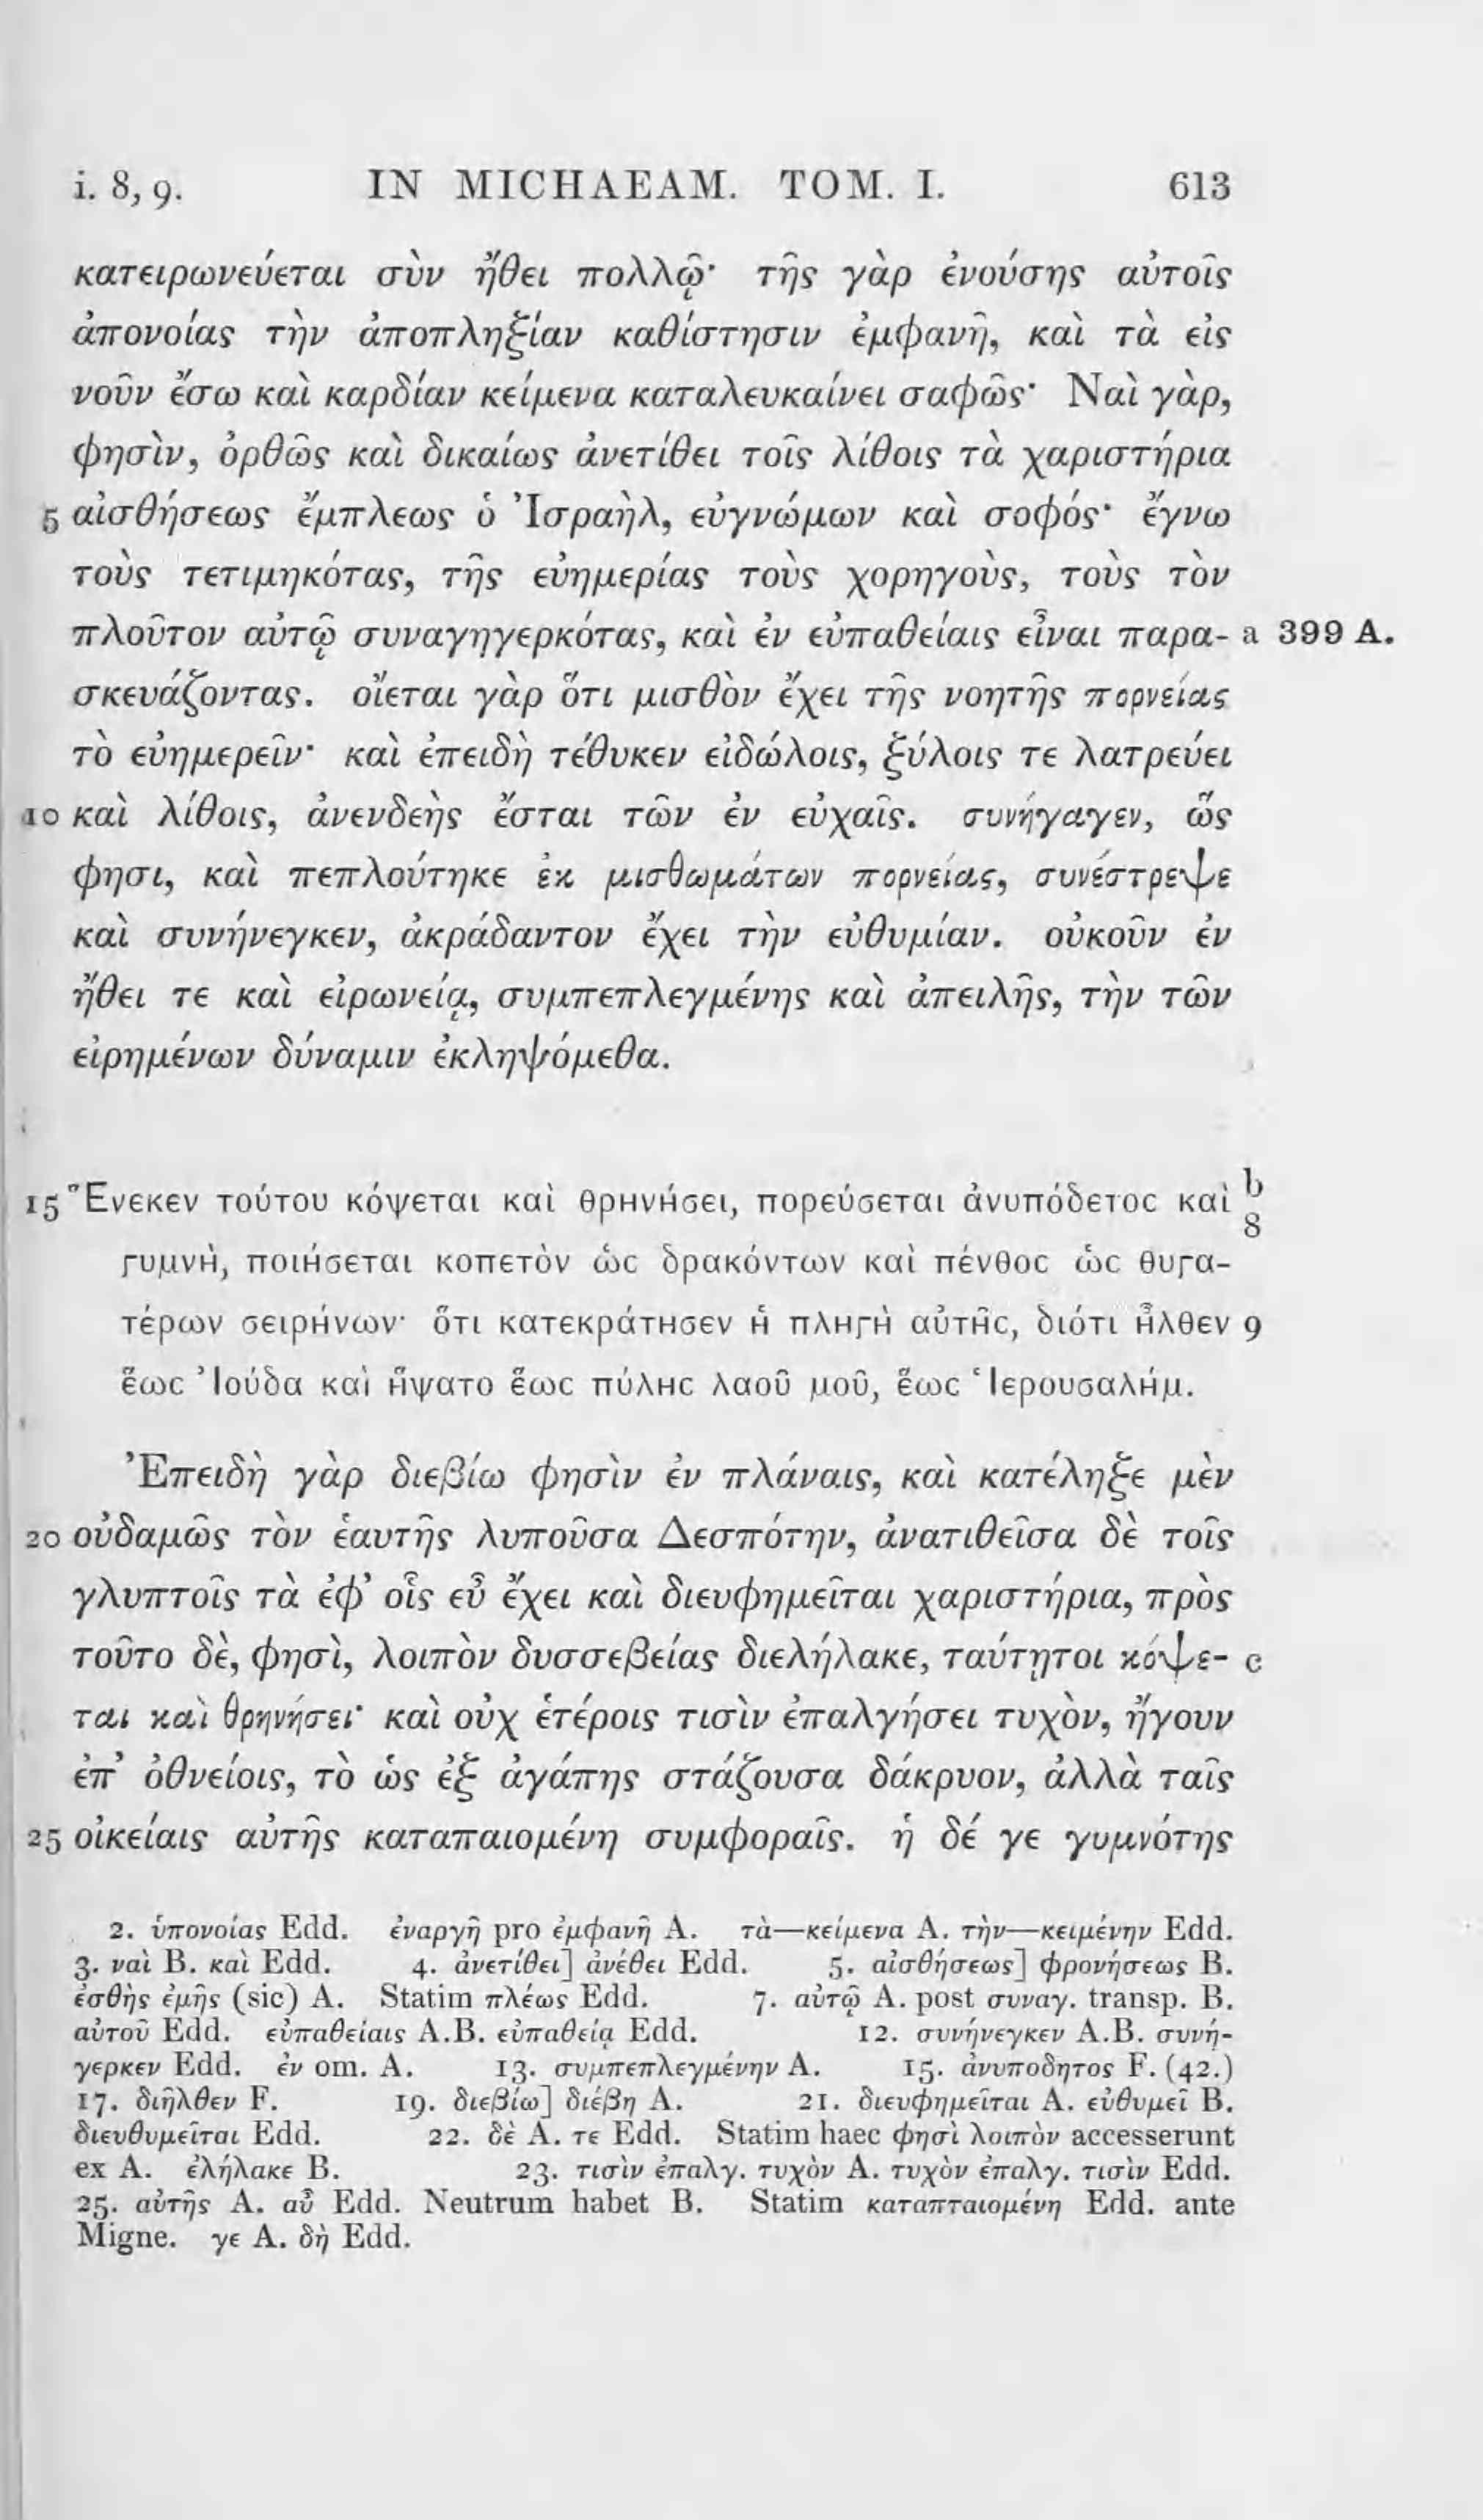 i. 8, 9. IN MICHAEAM. TOM. I. 613
κατειρωνεύεται σὺν ἤθει πολλῷ· τῆς γὰρ ἐνούσης αὐτοῖς
ἀπονοίας τὴν ἀποπληξίαν καθίστησιν ἐμφανῆ, καὶ τὰ εἰς
νοῦν ἔσω καὶ καρδίαν κείμενα καταλευκαίνει σαφῶς· Ναὶ γὰρ,
φησὶν, ὀρθῶς καὶ δικαίως ἀνετίθει τοῖς λίθοις τὰ χαριστήρια
5 αἰσθήσεως ἔμπλεως ὁ Ἰσραὴλ, εὐγνώμων καὶ σοφός· ἔγνω
τοὺς τετιμηκότας, τῆς εὐημερίας τοὺς χορηγοὺς, τοὺς τὸν
πλοῦτον αὐτῷ συναγηγερκότας, καὶ ἐν εὐπαθείαις εἶναι παρα- a 399 A.
σκευάζοντας. οἴεται γὰρ ὅτι μισθὸν ἔχει τῆς νοητῆς πορνείας
τὸ εὐημερεῖν· καὶ ἐπειδὴ τέθυκεν εἰδώλοις, ξύλοις τε λατρεύει
10 καὶ λίθοις, ἀνενδεὴς ἔσται τῶν ἐν εὐχαῖς. συνήγαγεν, ὥς
φησι, καὶ πεπλούτηκε ἐκ μισθωμάτων πορνείας, συνέστρεψε
καὶ συνήνεγκεν, ἀκράδαντον ἔχει τὴν εὐθυμίαν. οὐκοῦν ἐν
ἤθει τε καὶ εἰρωνείᾳ, συμπεπλεγμένης καὶ ἀπειλῆς, τὴν τῶν
εἰρημένων δύναμιν ἐκληψόμεθα.
15 Ἕνεκεν τούτου κόψεται καὶ θρηνήσει, πορεύσεται ἀνυπόδετος καὶ b 8
γυμνὴ, ποιήσεται κοπετὸν ὡς δρακόντων καὶ πένθος ὡς θυγα-
τέρων σειρήνων· ὅτι κατεκράτησεν ἡ πληγὴ αὐτῆς, διότι ἦλθεν 9
ἕως Ἰούδα καὶ ἥψατο ἕως πύλης λαοῦ μοῦ, ἕως Ἱερουσαλήμ.
Ἐπειδὴ γὰρ διεβίω φησὶν ἐν πλάναις, καὶ κατέληξε μὲν
20 οὐδαμῶς τὸν ἑαυτῆς λυποῦσα Δεσπότην, ἀνατιθεῖσα δὲ τοῖς
γλυπτοῖς τὰ ἐφ’ οἷς εὖ ἔχει καὶ διευφημεῖται χαριστήρια, πρὸς
τοῦτο δὲ, φησὶ, λοιπὸν δυσσεβείας διελήλακε, ταύτῃτοι κόψε- c
ται καὶ θρηνήσει· καὶ οὐχ ἑτέροις τισὶν ἐπαλγήσει τυχὸν, ἤγουν
ἐπ’ ὀθνείοις, τὸ ὡς ἐξ ἀγάπης στάζουσα δάκρυον, ἀλλὰ ταῖς
25 οἰκείαις αὐτῆς καταπαιομένη συμφοραῖς. ἡ δέ γε γυμνότης
2. ὑπονοίας Edd. ἐναργῆ pro ἐμφανῆ A. τὰ—κείμενα A. τὴν—κειμένην Edd.
3. ναὶ B. καὶ Edd. 4. ἀνετίθει] ἀνέθει Edd. 5. αἰσθήσεως] φρονήσεως B.
ἐσθὴς ἐμῆς (sic) A. Statim πλέως Edd. 7. αὐτῷ A. post συναγ. transp. B.
αὐτοῦ Edd. εὐπαθείαις A.B. εὐπαθείᾳ Edd. 12. συνήνεγκεν A.B. συνή-
γερκεν Edd. ἐν om. A. 13. συμπεπλεγμένην A. 15. ἀνυποδητος F. (42.)
17. διῆλθεν F. 19. διεβίω] διέβη A. 21. διευφημεῖται A. εὐθυμεῖ B.
διευθυμεῖται Edd. 22. δὲ A. τε Edd. Statim haec φησὶ λοιπὸν accesserunt
ex A. ἐλήλακε B. 23. τισὶν ἐπαλγ. τυχὸν A. τυχὸν ἐπαλγ. τισὶν Edd.
25. αὐτῆς A. αὖ Edd. Neutrum habet B. Statim καταπταιομένη Edd. ante
Migne. γε A. δὴ Edd.